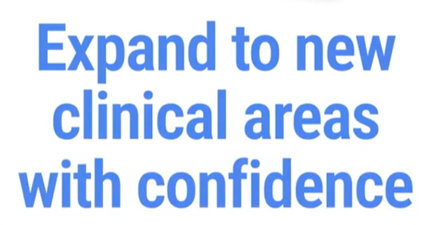 Expand to new
clinical areas
with confidence